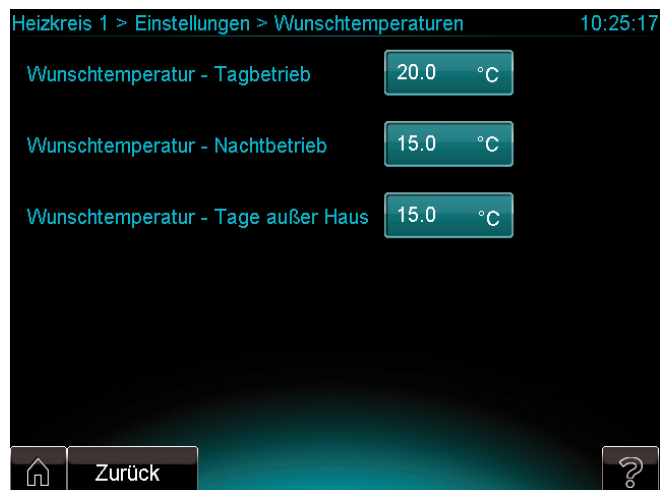 Heizkreis 1 > Einstellungen > Wunschtemperaturen 10:25:17
Wunschtemperatur - Tagbetrieb 20.0 °C
Wunschtemperatur - Nachtbetrieb 15.0 °C
Wunschtemperatur - Tage außer Haus 15.0 °C
Zurück ?